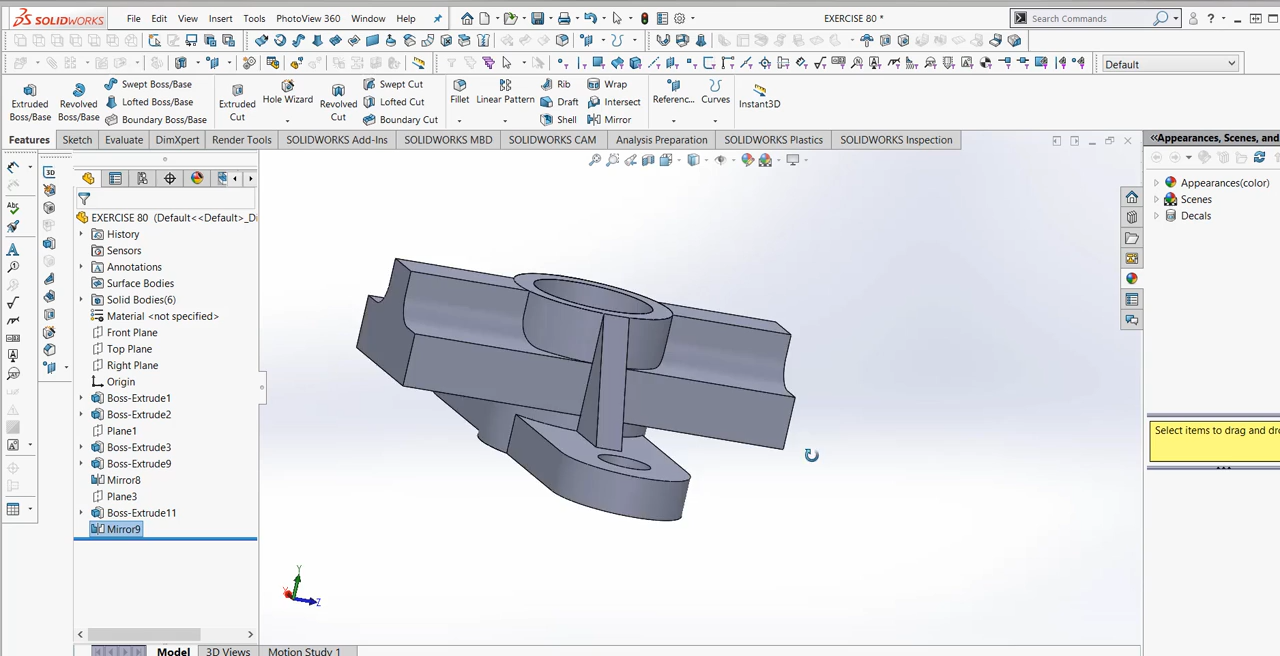 SOLIDWORKS File Edit View Insert Tools PhotoView 360 Window Help EXERCISE 80 * Search Commands
Default
Extruded Boss/Base Revolved Boss/Base Swept Boss/Base Lofted Boss/Base Boundary Boss/Base Extruded Cut Hole Wizard Revolved Cut Swept Cut Lofted Cut Boundary Cut Fillet Linear Pattern Rib Draft Shell Wrap Intersect Mirror Referenc... Curves Instant3D
Features Sketch Evaluate DimXpert Render Tools SOLIDWORKS Add-Ins SOLIDWORKS MBD SOLIDWORKS CAM Analysis Preparation SOLIDWORKS Plastics SOLIDWORKS Inspection
Appearances, Scenes, and
EXERCISE 80 (Default<<Default>_Di
History
Sensors
Annotations
Surface Bodies
Solid Bodies(6)
Material <not specified>
Front Plane
Top Plane
Right Plane
Origin
Boss-Extrude1
Boss-Extrude2
Plane1
Boss-Extrude3
Boss-Extrude9
Mirror8
Plane3
Boss-Extrude11
Mirror9
Appearances(color)
Scenes
Decals
Select items to drag and dro
Y
Z
Model 3D Views Motion Study 1